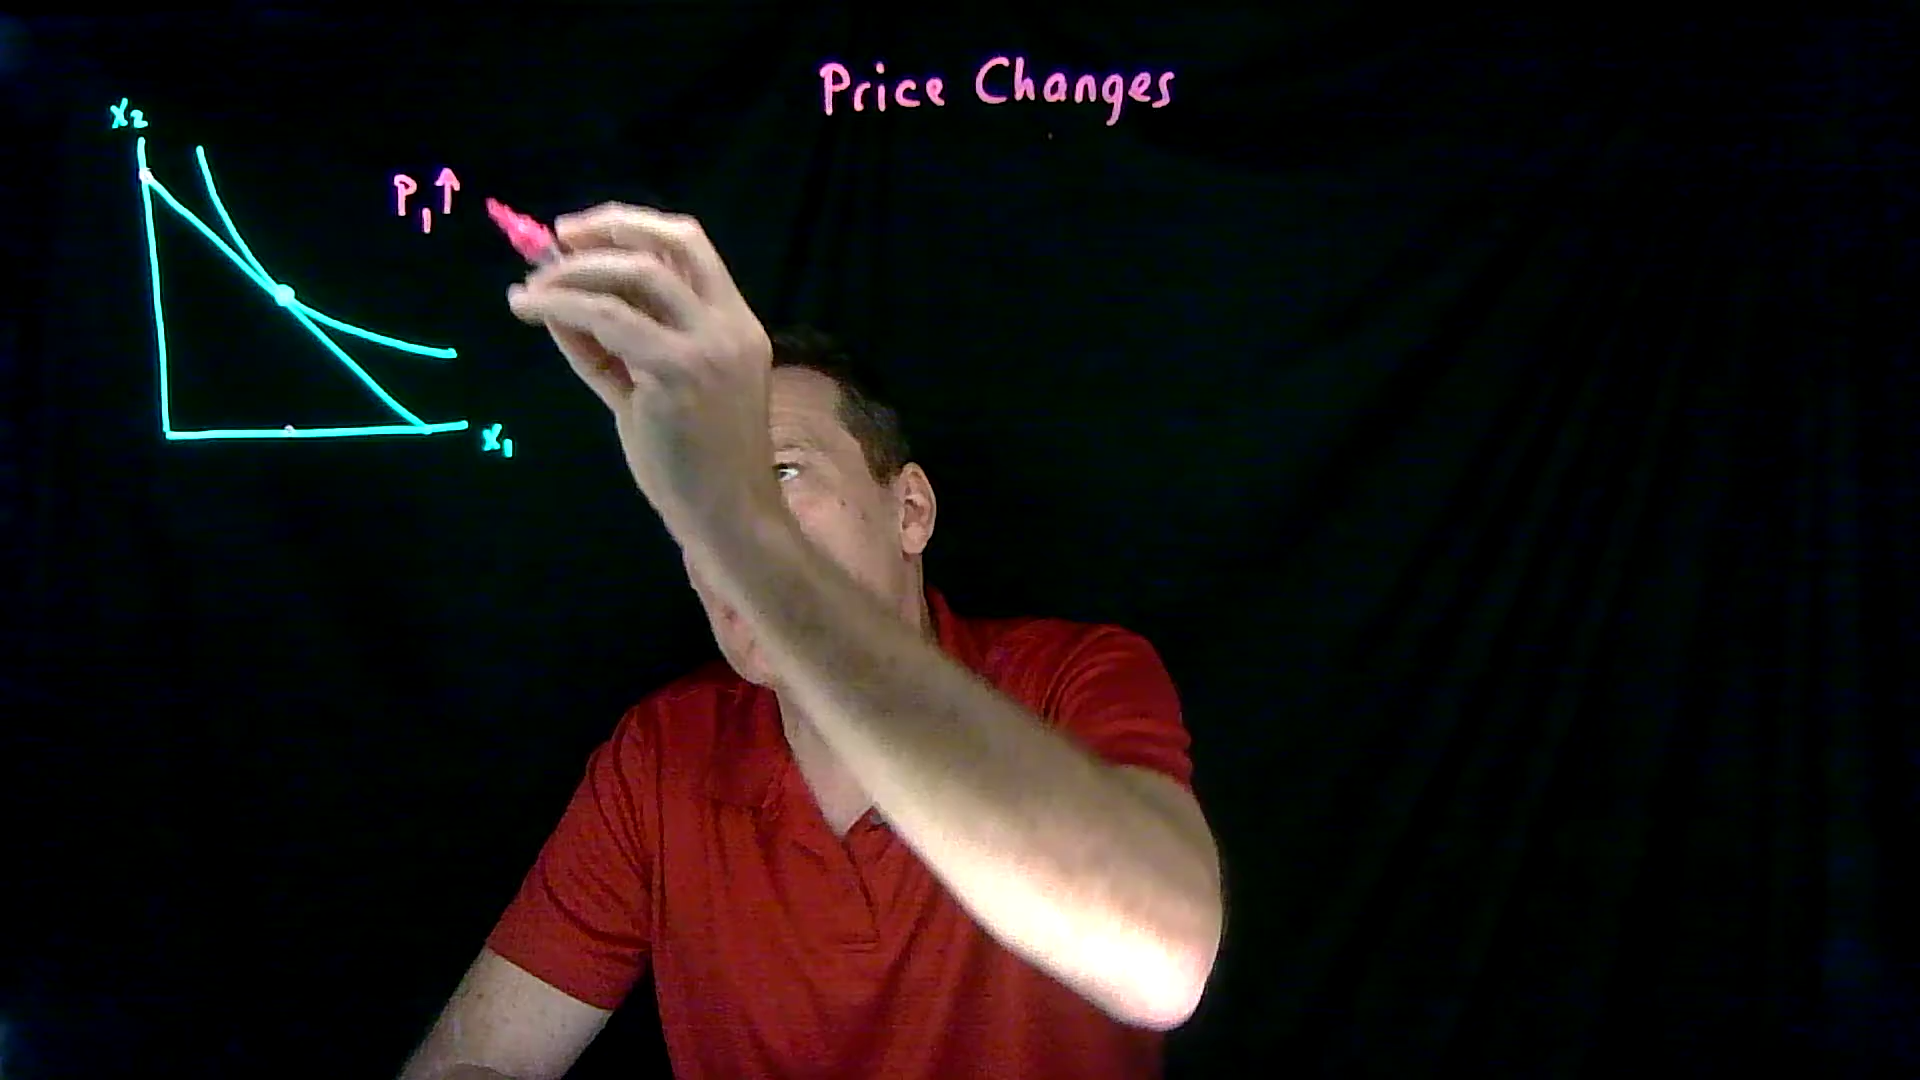 Price Changes
x₂
P₁↑
x₁